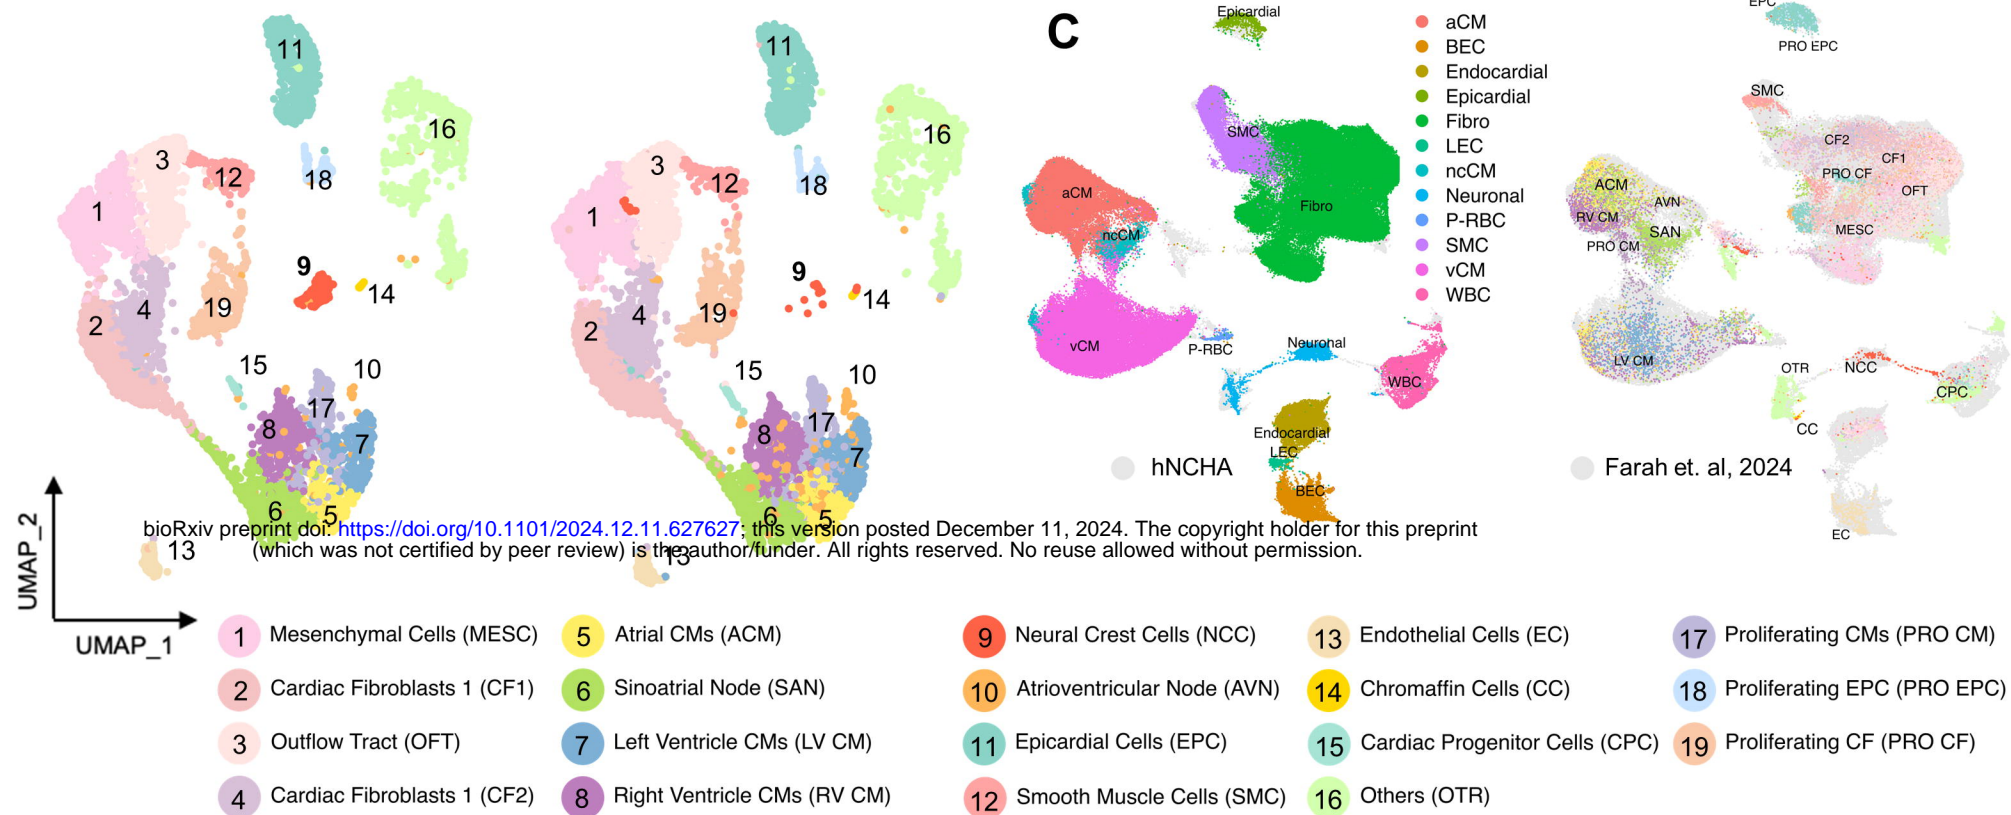 11
16
3
12
18
1
9
14
4
19
2
15
10
17
8
7
6
5
13
11
16
3
12
18
1
9
14
4
19
2
15
10
17
8
7
6
5
13
UMAP_2
UMAP_1
C
Epicardial
SMC
aCM
Fibro
ncCM
vCM
P-RBC
Neuronal
WBC
Endocardial
LEC
BEC
hNCHA
aCM
BEC
Endocardial
Epicardial
Fibro
LEC
ncCM
Neuronal
P-RBC
SMC
vCM
WBC
EPC
PRO EPC
SMC
CF2
CF1
PRO CF
OFT
ACM
AVN
RV CM
SAN
PRO CM
MESC
LV CM
OTR
NCC
CPC
CC
EC
Farah et. al, 2024
bioRxiv preprint doi: https://doi.org/10.1101/2024.12.11.627627; this version posted December 11, 2024. The copyright holder for this preprint
(which was not certified by peer review) is the author/funder. All rights reserved. No reuse allowed without permission.
1 Mesenchymal Cells (MESC)
2 Cardiac Fibroblasts 1 (CF1)
3 Outflow Tract (OFT)
4 Cardiac Fibroblasts 1 (CF2)
5 Atrial CMs (ACM)
6 Sinoatrial Node (SAN)
7 Left Ventricle CMs (LV CM)
8 Right Ventricle CMs (RV CM)
9 Neural Crest Cells (NCC)
10 Atrioventricular Node (AVN)
11 Epicardial Cells (EPC)
12 Smooth Muscle Cells (SMC)
13 Endothelial Cells (EC)
14 Chromaffin Cells (CC)
15 Cardiac Progenitor Cells (CPC)
16 Others (OTR)
17 Proliferating CMs (PRO CM)
18 Proliferating EPC (PRO EPC)
19 Proliferating CF (PRO CF)